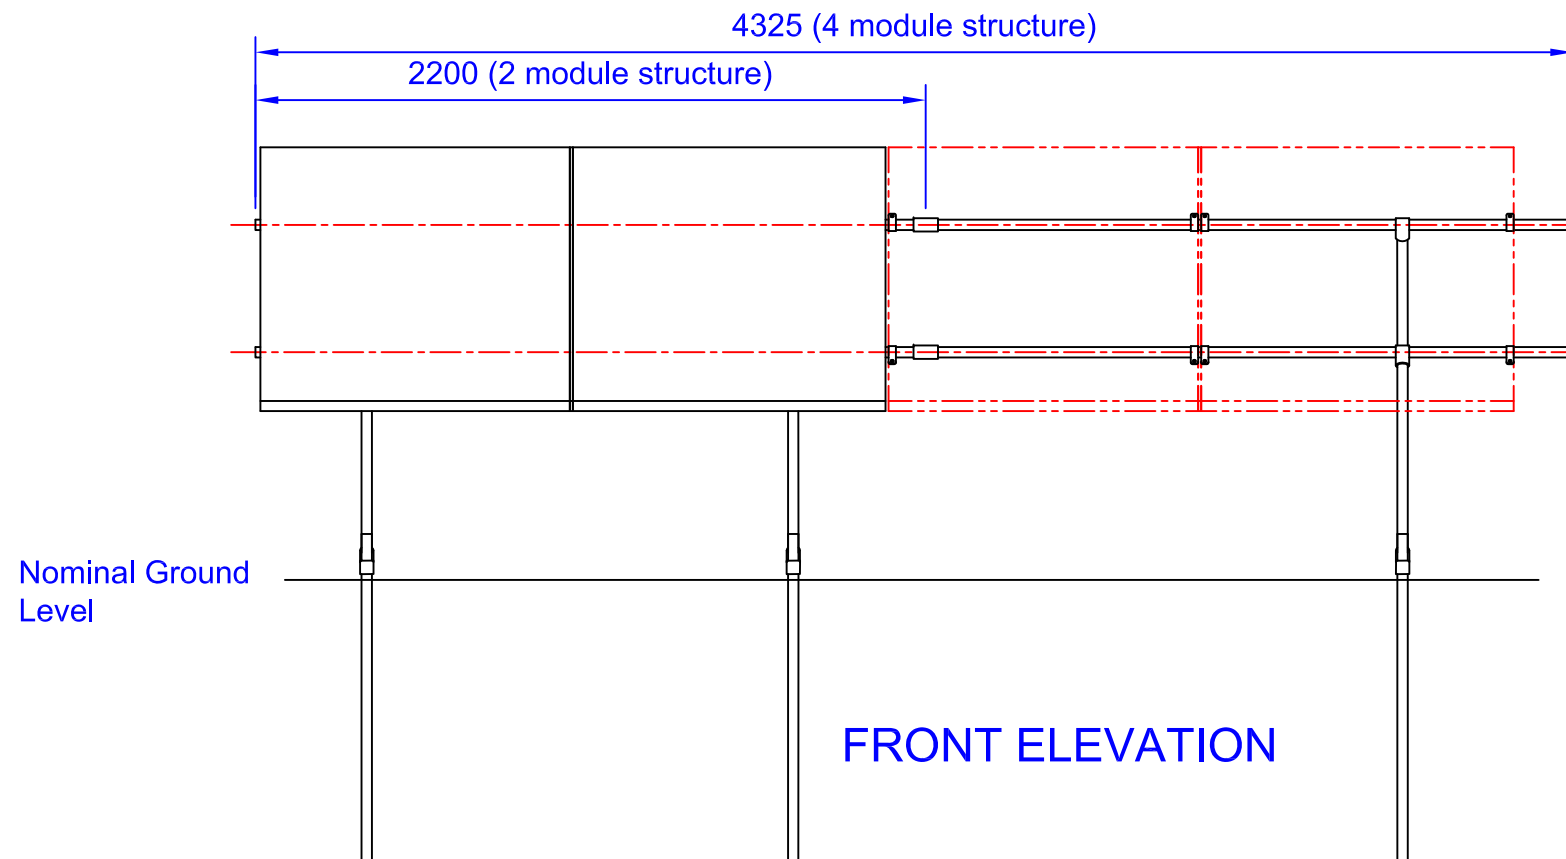 4325 (4 module structure)
2200 (2 module structure)
Nominal Ground
Level
FRONT ELEVATION